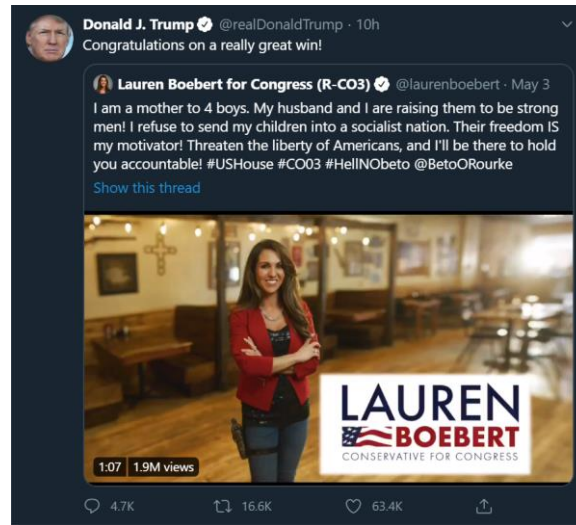 Donald J. Trump @realDonaldTrump · 10h
Congratulations on a really great win!
Lauren Boebert for Congress (R-CO3) @laurenboebert · May 3
I am a mother to 4 boys. My husband and I are raising them to be strong
men! I refuse to send my children into a socialist nation. Their freedom IS
my motivator! Threaten the liberty of Americans, and I'll be there to hold
you accountable! #USHouse #CO03 #HellNObeto @BetoORourke
Show this thread
LAUREN
BOEBERT
CONSERVATIVE FOR CONGRESS
1:07 1.9M views
4.7K 16.6K 63.4K